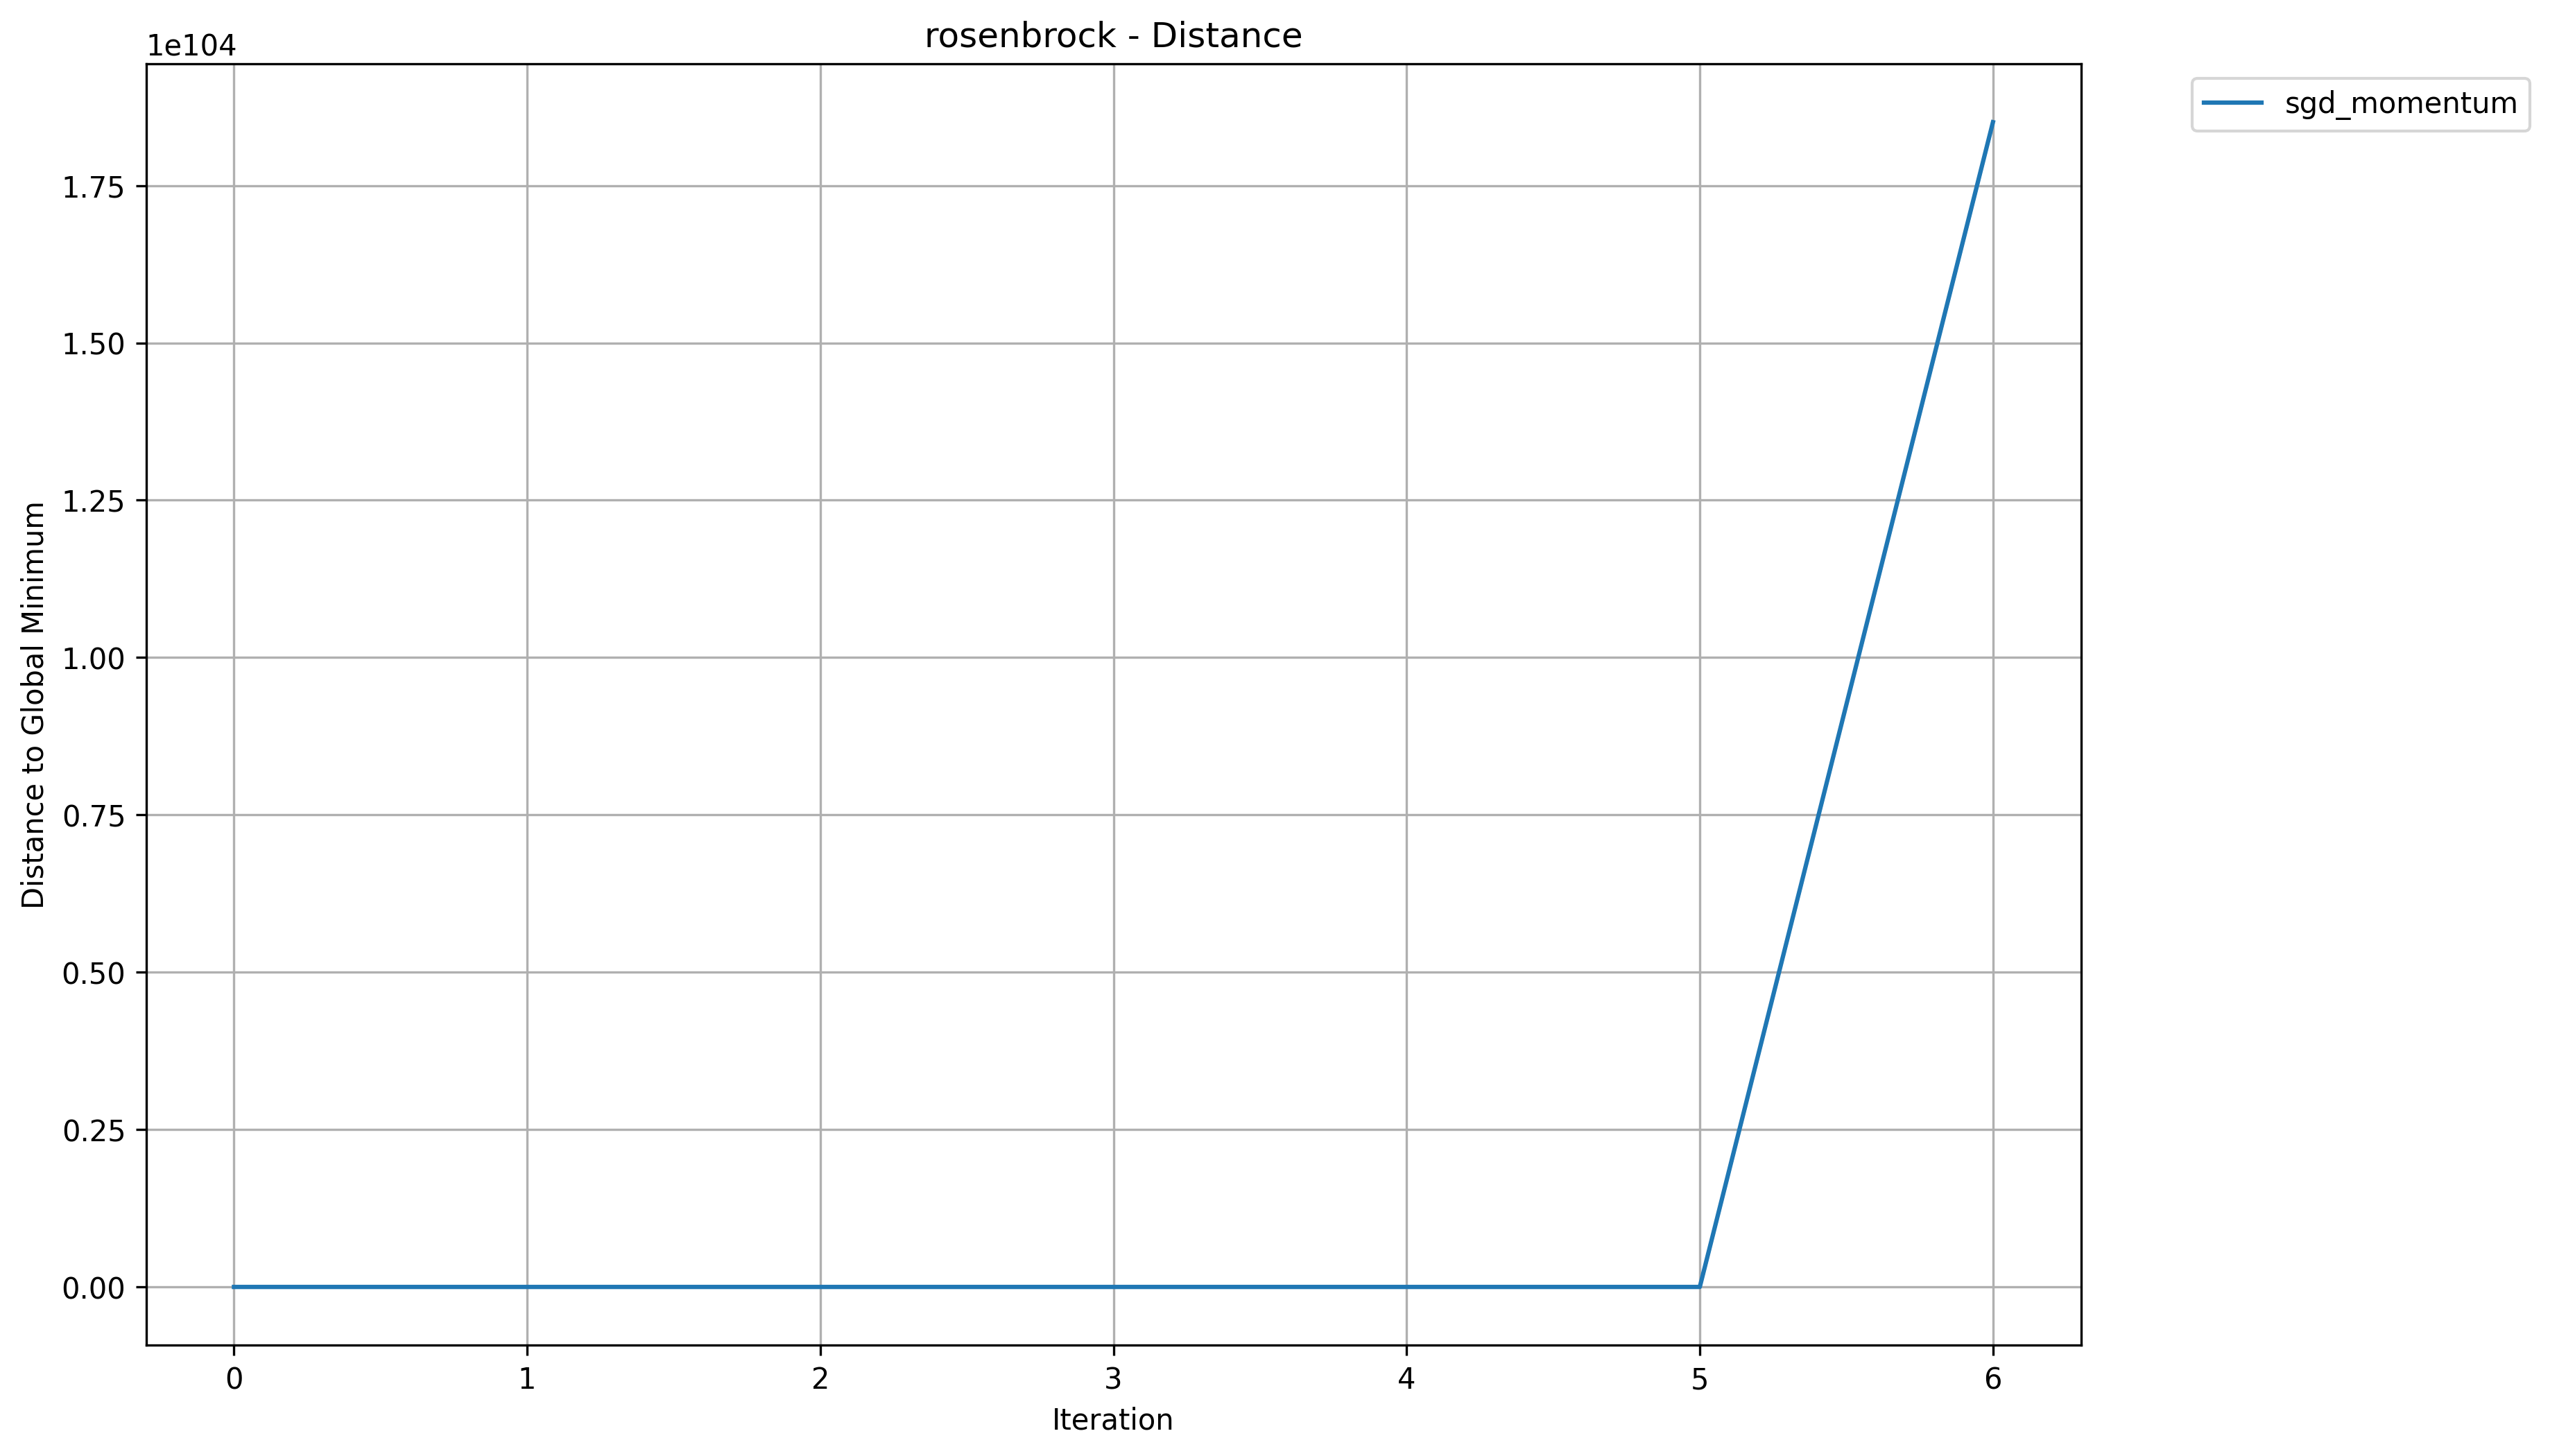 rosenbrock - Distance
1e104
sgd_momentum
1.75
1.50
1.25
1.00
0.75
0.50
0.25
0.00
Distance to Global Minimum
0 1 2 3 4 5 6
Iteration